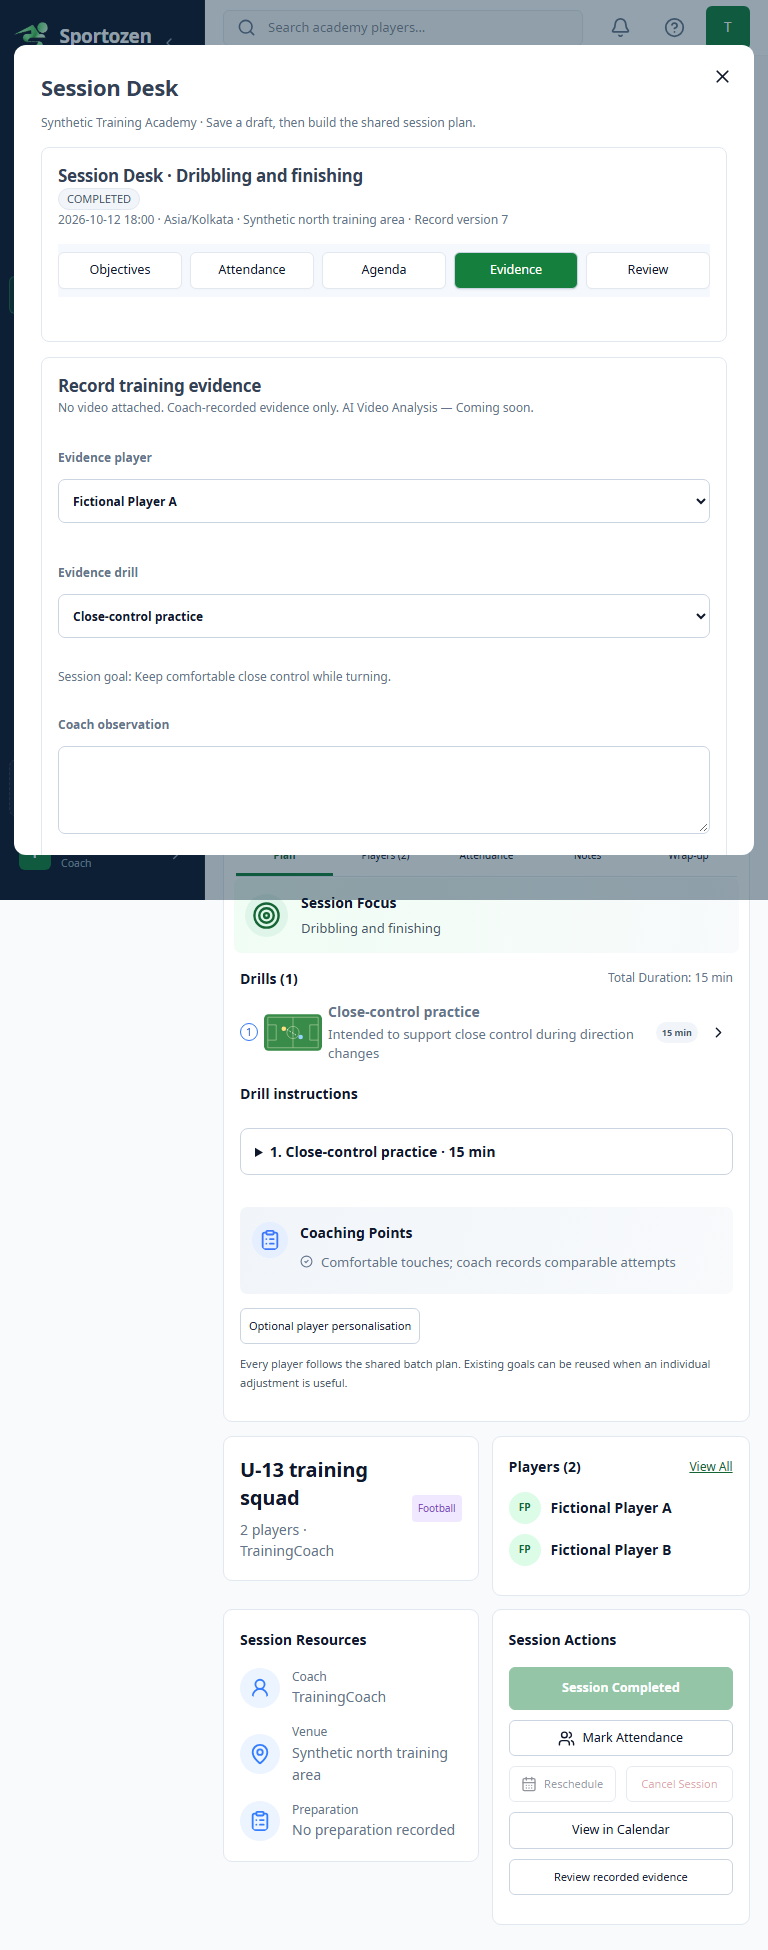 Sportozen
Search academy players...
T
Session Desk
Synthetic Training Academy · Save a draft, then build the shared session plan.
Session Desk · Dribbling and finishing
COMPLETED
2026-10-12 18:00 · Asia/Kolkata · Synthetic north training area · Record version 7
Objectives
Attendance
Agenda
Evidence
Review
Record training evidence
No video attached. Coach-recorded evidence only. AI Video Analysis — Coming soon.
Evidence player
Fictional Player A
Evidence drill
Close-control practice
Session goal: Keep comfortable close control while turning.
Coach observation
Coach
Plan
Players (2)
Attendance
Notes
Wrap-up
Session Focus
Dribbling and finishing
Drills (1)
Total Duration: 15 min
1
Close-control practice
Intended to support close control during direction
changes
15 min
Drill instructions
1. Close-control practice · 15 min
Coaching Points
Comfortable touches; coach records comparable attempts
Optional player personalisation
Every player follows the shared batch plan. Existing goals can be reused when an individual
adjustment is useful.
U-13 training
squad
2 players ·
TrainingCoach
Football
Players (2)
View All
FP
Fictional Player A
FP
Fictional Player B
Session Resources
Coach
TrainingCoach
Venue
Synthetic north training
area
Preparation
No preparation recorded
Session Actions
Session Completed
Mark Attendance
Reschedule
Cancel Session
View in Calendar
Review recorded evidence